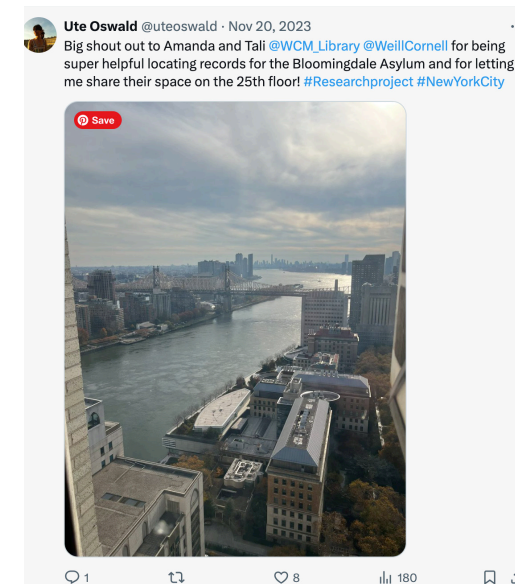 Ute Oswald @uteoswald · Nov 20, 2023
Big shout out to Amanda and Tali @WCM_Library @WeillCornell for being
super helpful locating records for the Bloomingdale Asylum and for letting
me share their space on the 25th floor! #Researchproject #NewYorkCity
Save
1 8 180